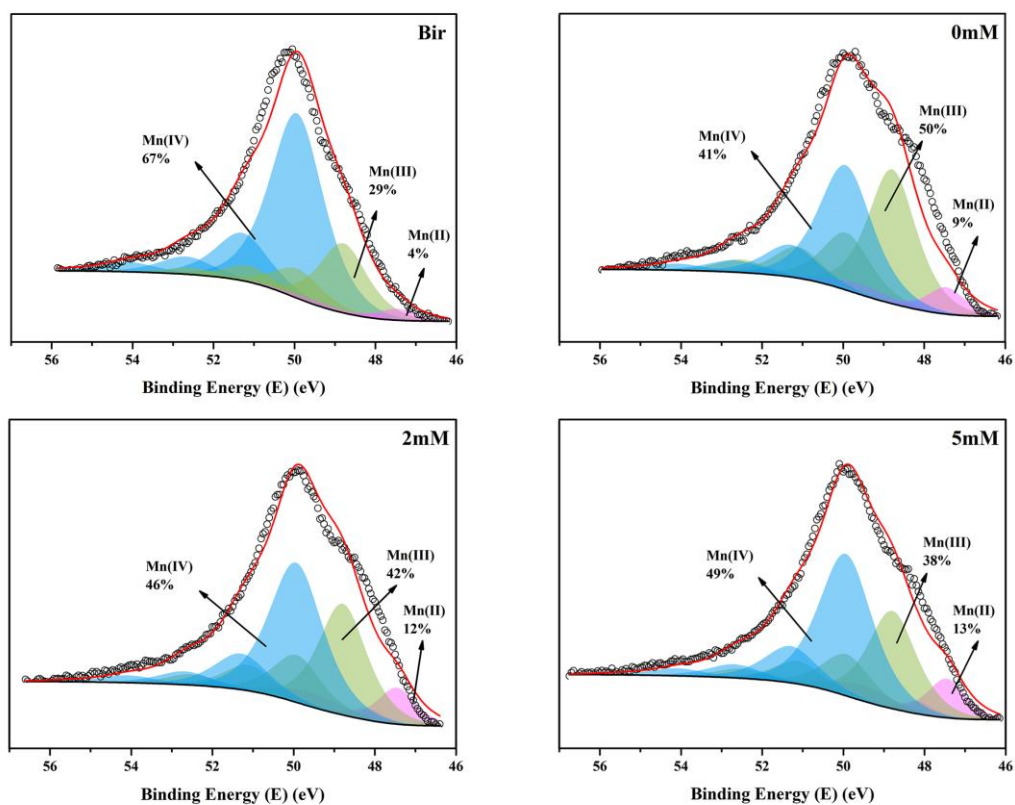 Bir
Mn(IV)
67%
Mn(III)
29%
Mn(II)
4%
56 54 52 50 48 46
Binding Energy (E) (eV)
0mM
Mn(IV)
41%
Mn(III)
50%
Mn(II)
9%
56 54 52 50 48 46
Binding Energy (E) (eV)
2mM
Mn(IV)
46%
Mn(III)
42%
Mn(II)
12%
56 54 52 50 48 46
Binding Energy (E) (eV)
5mM
Mn(IV)
49%
Mn(III)
38%
Mn(II)
13%
56 54 52 50 48 46
Binding Energy (E) (eV)